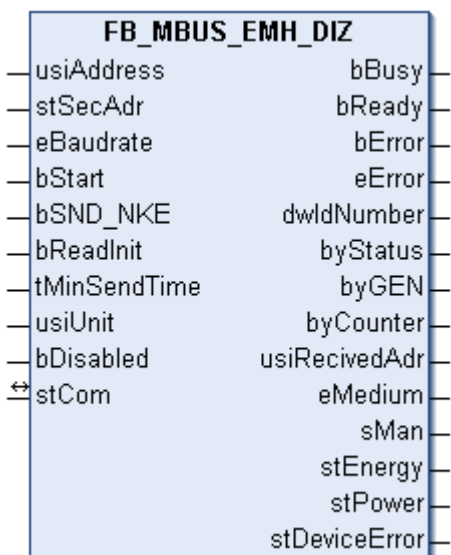 FB_MBUS_EMH_DIZ
usiAddress bBusy
stSecAdr bReady
eBaudrate bError
bStart eError
bSND_NKE dwIdNumber
bReadInit byStatus
tMinSendTime byGEN
usiUnit byCounter
bDisabled usiRecivedAdr
stCom eMedium
sMan
stEnergy
stPower
stDeviceError